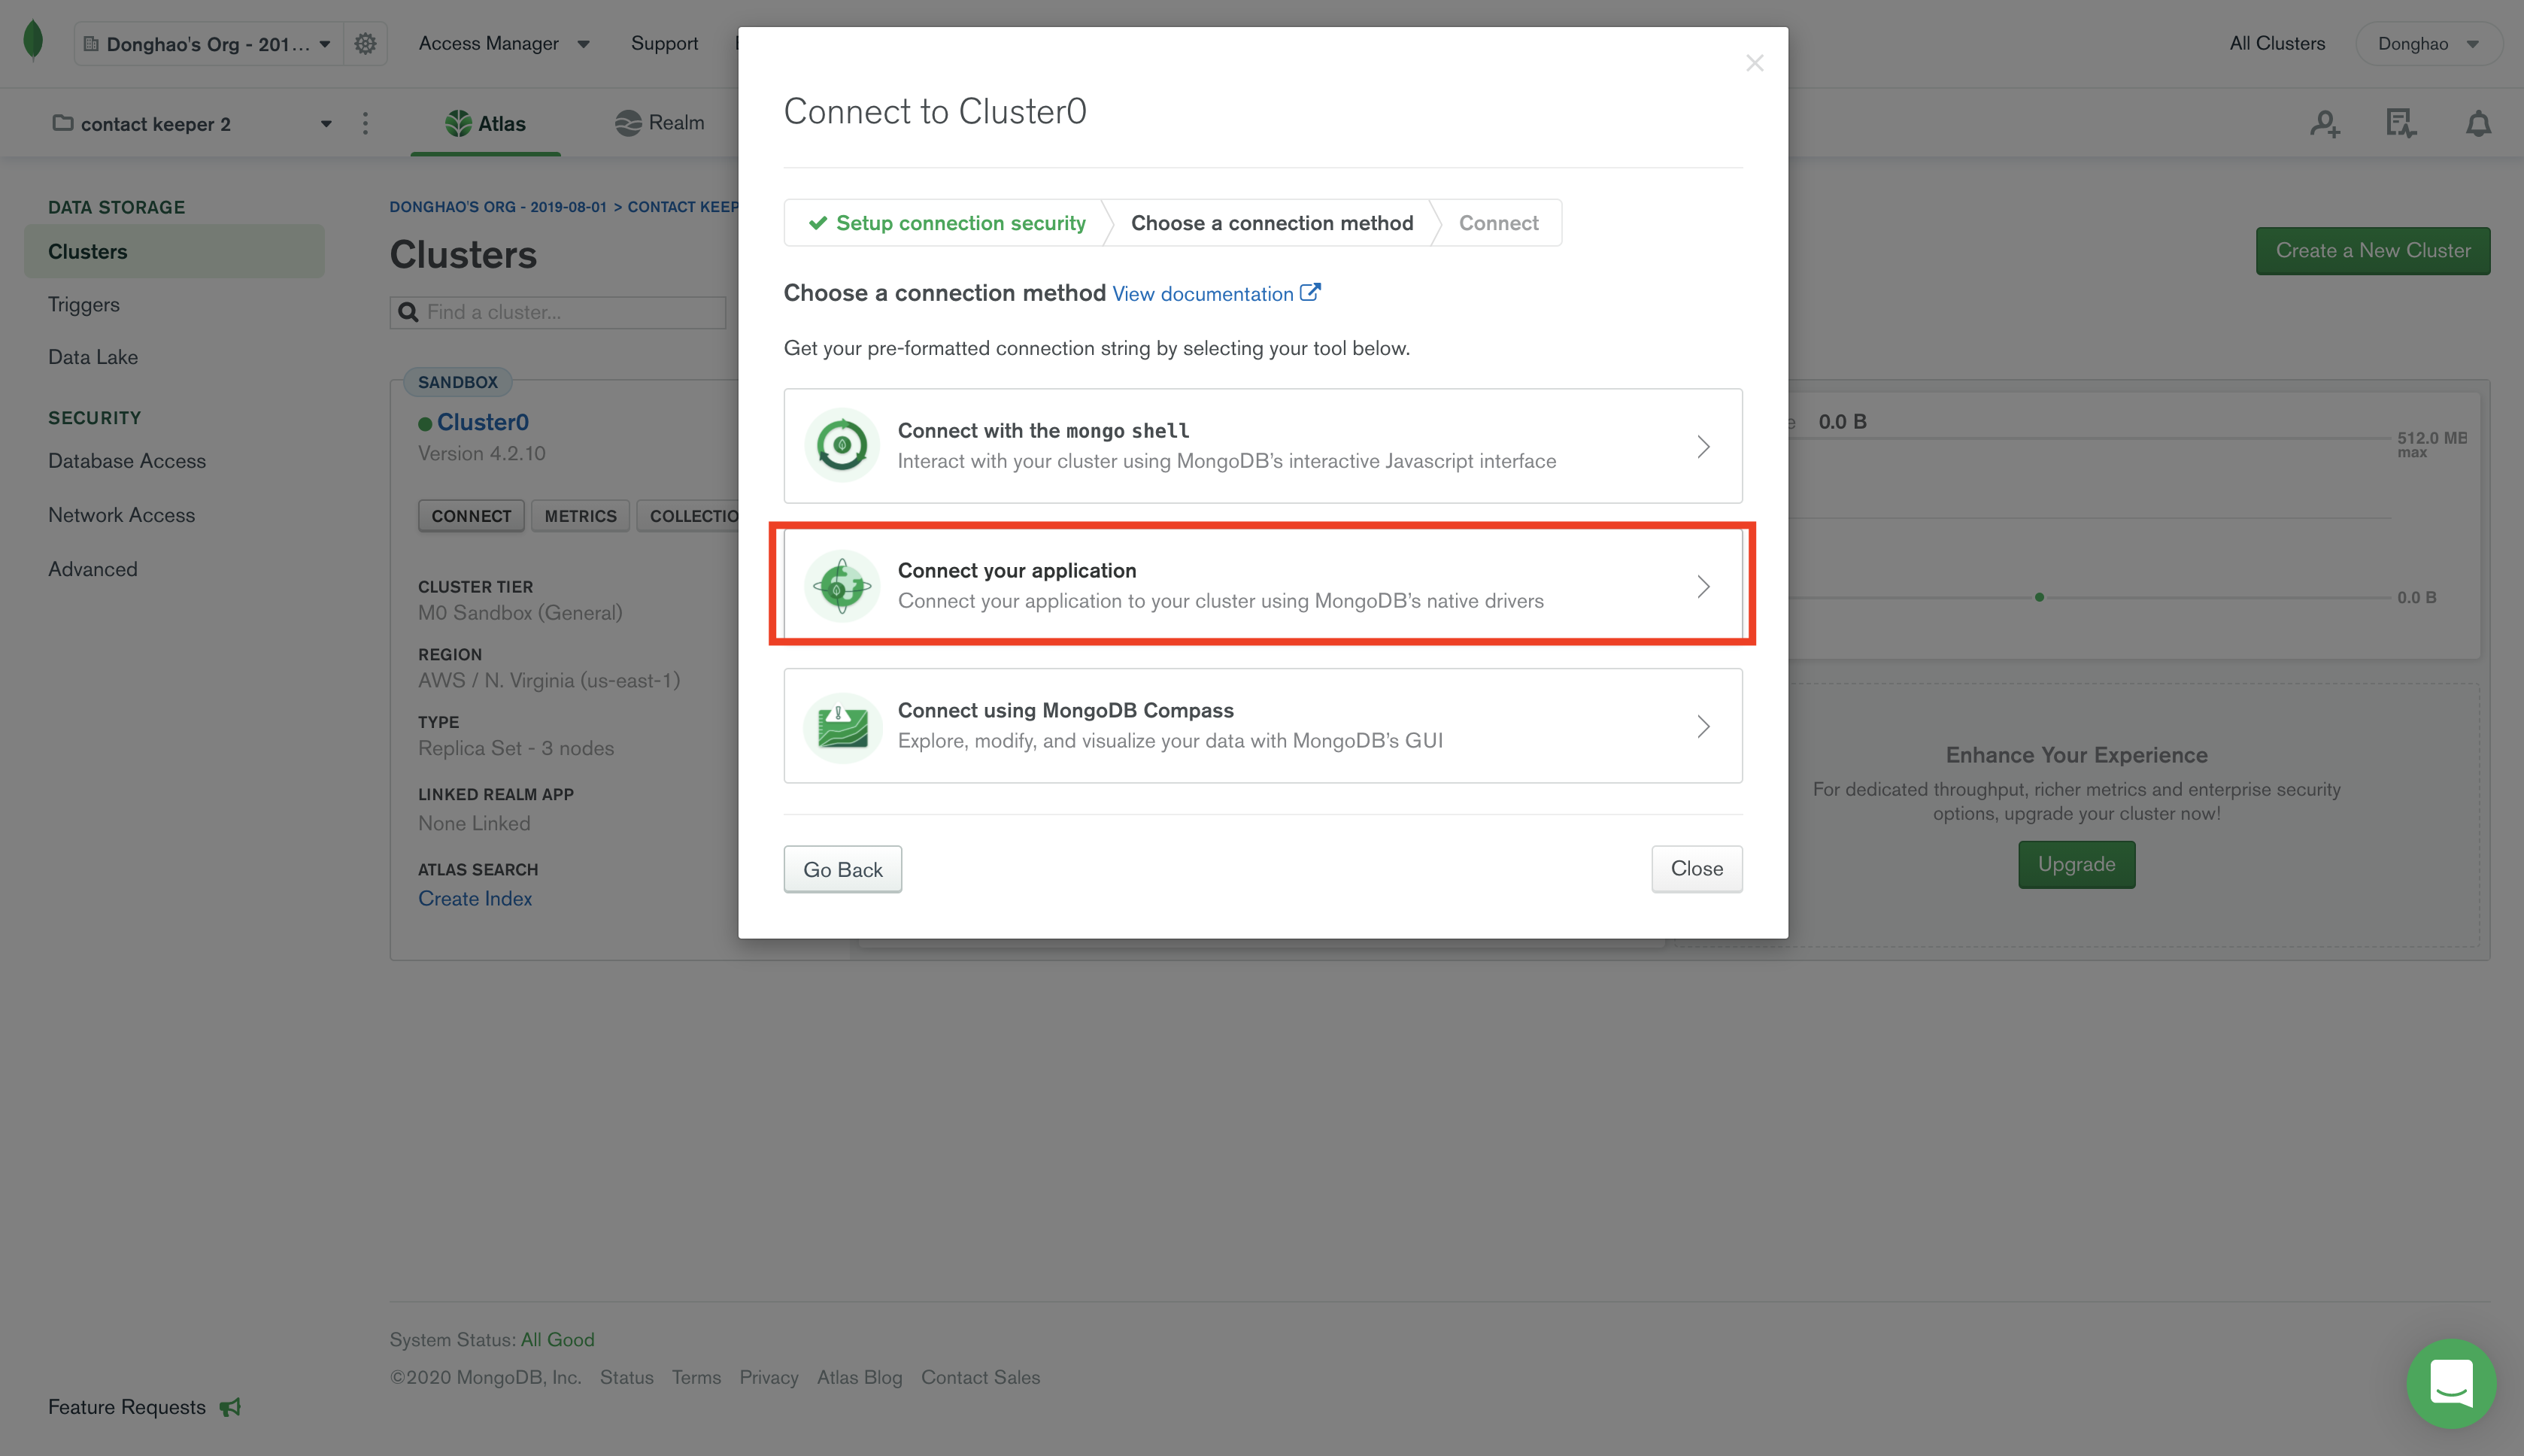 Donghao's Org - 201...
Access Manager
Support
All Clusters
Donghao
contact keeper 2
Atlas
Realm
DATA STORAGE
Clusters
Triggers
Data Lake
SECURITY
Database Access
Network Access
Advanced
DONGHAO'S ORG - 2019-08-01 > CONTACT KEEP
Clusters
Find a cluster...
Create a New Cluster
SANDBOX
Cluster0
Version 4.2.10
CONNECT
METRICS
COLLECTIO
CLUSTER TIER
M0 Sandbox (General)
REGION
AWS / N. Virginia (us-east-1)
TYPE
Replica Set - 3 nodes
LINKED REALM APP
None Linked
ATLAS SEARCH
Create Index
Connect to Cluster0
Setup connection security
Choose a connection method
Connect
Choose a connection method View documentation
Get your pre-formatted connection string by selecting your tool below.
Connect with the mongo shell
Interact with your cluster using MongoDB’s interactive Javascript interface
Connect your application
Connect your application to your cluster using MongoDB’s native drivers
Connect using MongoDB Compass
Explore, modify, and visualize your data with MongoDB’s GUI
Go Back
Close
0.0 B
512.0 MB
max
0.0 B
Enhance Your Experience
For dedicated throughput, richer metrics and enterprise security
options, upgrade your cluster now!
Upgrade
System Status: All Good
©2020 MongoDB, Inc. Status Terms Privacy Atlas Blog Contact Sales
Feature Requests